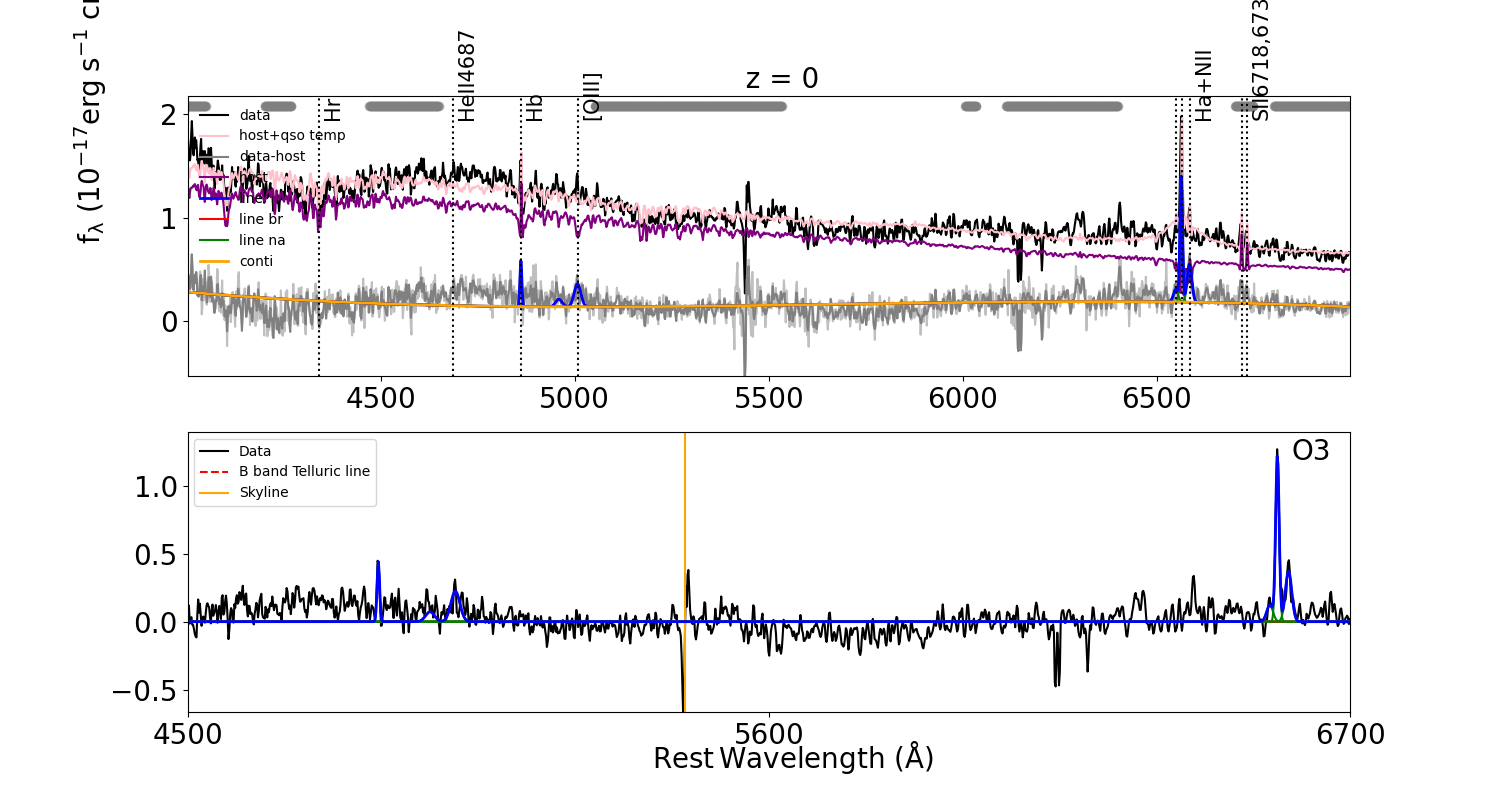 z = 0
f_λ (10^−17 erg s^−1
Hr
HeII4687
Hb
[OIII]
Ha+NII
SII6718,673
data
host+qso temp
data-host
line
line br
line na
conti
2
1
0
4500
5000
5500
6000
6500
Data
B band Telluric line
Skyline
O3
1.0
0.5
0.0
−0.5
4500
5600
6700
Rest Wavelength (Å)